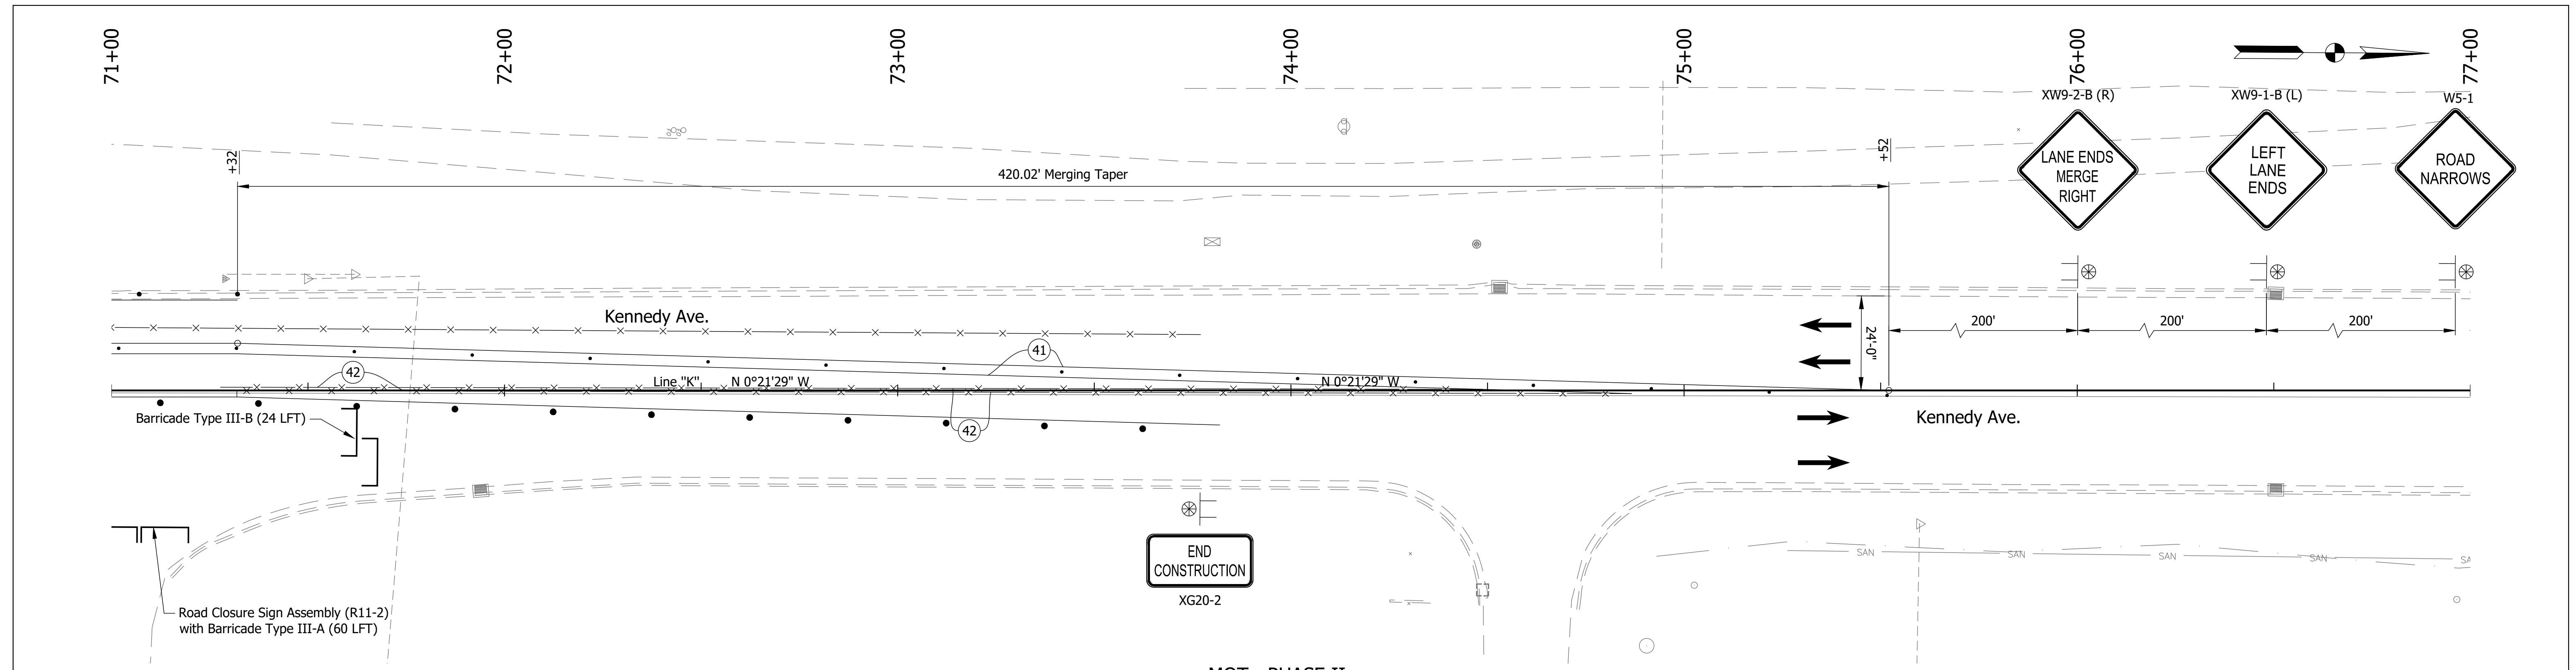 71+00
72+00
73+00
74+00
75+00
76+00
77+00
XW9-2-B (R)
XW9-1-B (L)
W5-1
+32
+52
420.02' Merging Taper
LANE ENDS
MERGE
RIGHT
LEFT
LANE
ENDS
ROAD
NARROWS
Kennedy Ave.
200'
200'
200'
24'-0"
41
42
Line "K"
N 0°21'29" W
N 0°21'29" W
Barricade Type III-B (24 LFT)
42
Kennedy Ave.
END
CONSTRUCTION
XG20-2
SAN
SAN
SAN
SAN
SA
Road Closure Sign Assembly (R11-2)
with Barricade Type III-A (60 LFT)